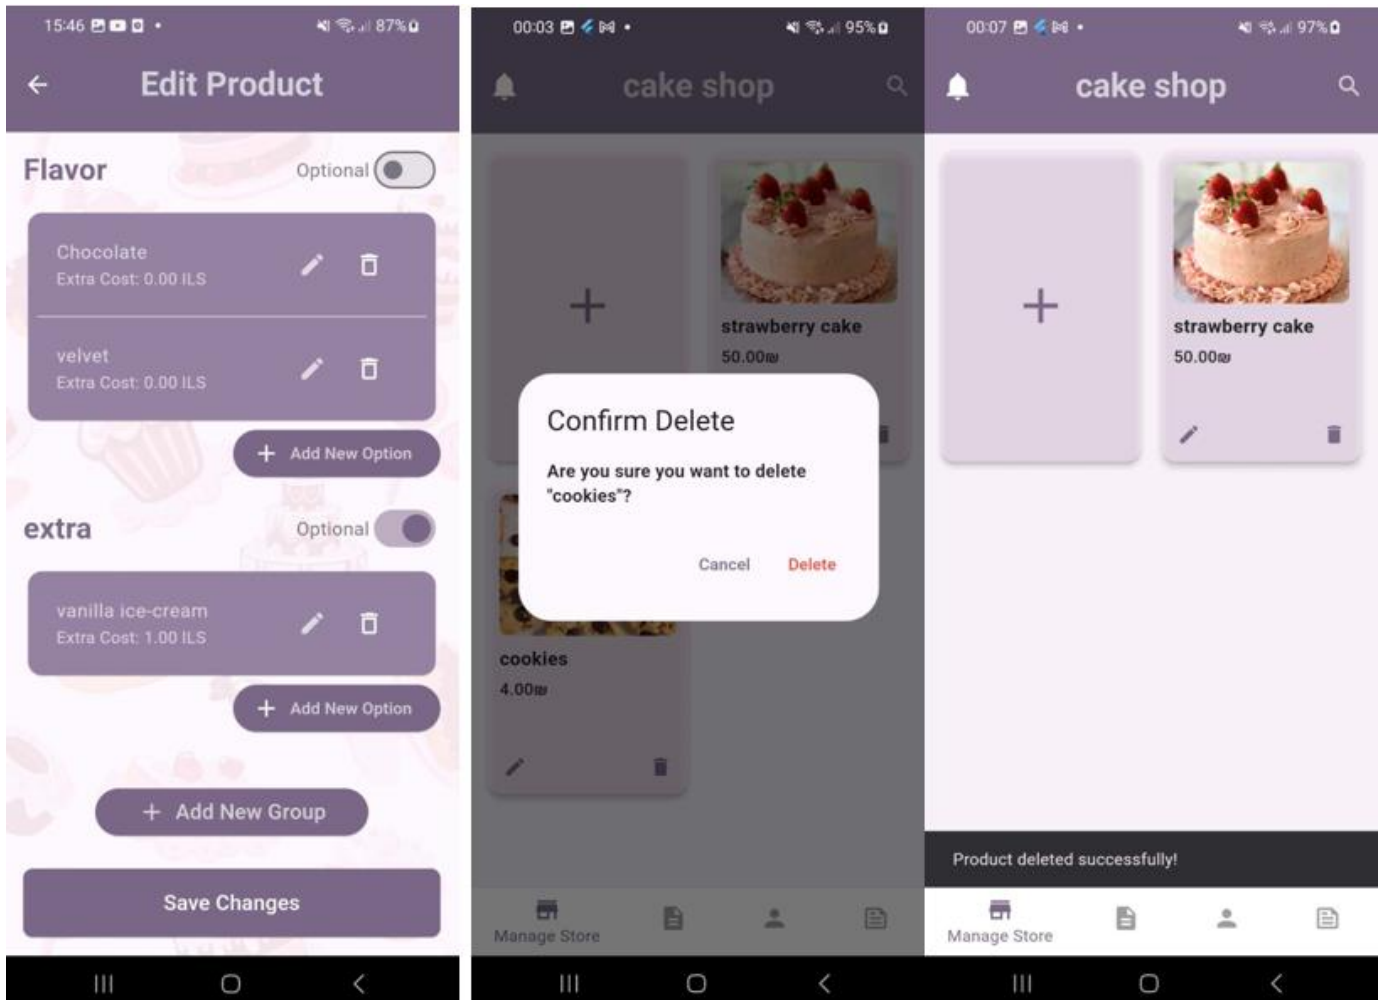 15:46
87%
Edit Product
Flavor
Optional
Chocolate
Extra Cost: 0.00 ILS
velvet
Extra Cost: 0.00 ILS
+ Add New Option
extra
Optional
vanilla ice-cream
Extra Cost: 1.00 ILS
+ Add New Option
+ Add New Group
Save Changes
00:03
95%
cake shop
+
strawberry cake
50.00₪
Confirm Delete
Are you sure you want to delete
"cookies"?
Cancel
Delete
cookies
4.00₪
Manage Store
00:07
97%
cake shop
+
strawberry cake
50.00₪
Product deleted successfully!
Manage Store